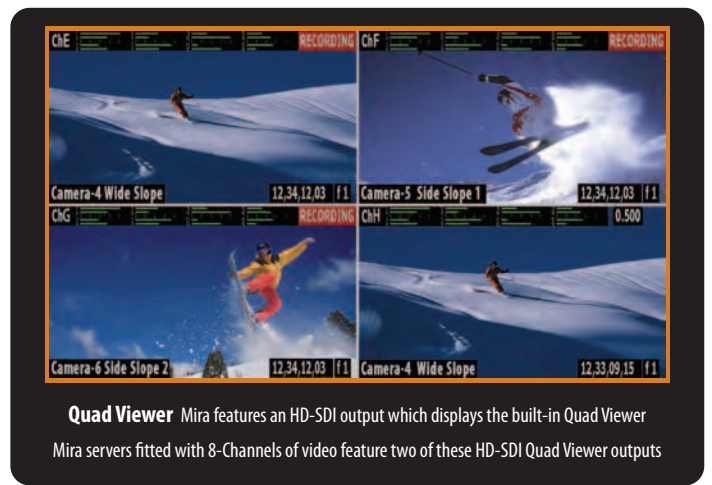 ChE RECORDING ChF RECORDING
Camera-4 Wide Slope 12,34,12,03 f1 Camera-5 Side Slope 1 12,34,12,03 f1
ChG RECORDING ChH 0.500
Camera-6 Side Slope 2 12,34,12,03 f1 Camera-4 Wide Slope 12,33,09,15 f1
Quad Viewer Mira features an HD-SDI output which displays the built-in Quad Viewer
Mira servers fitted with 8-Channels of video feature two of these HD-SDI Quad Viewer outputs